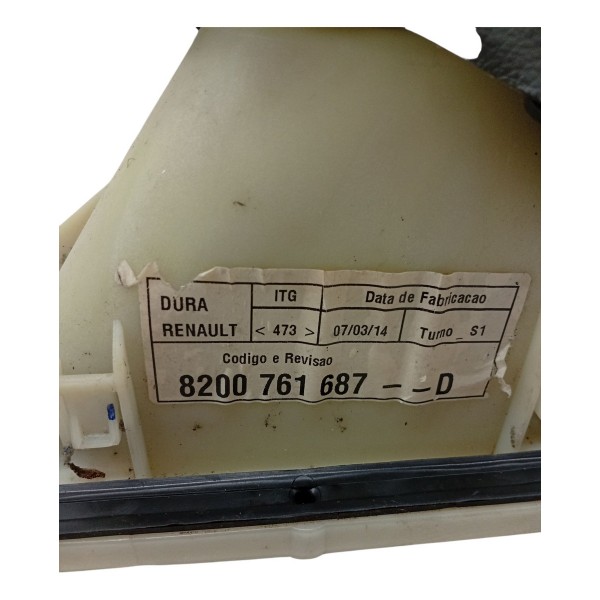 DURA
RENAULT
ITG
Data de Fabricacao
< 473 >
07/03/14
Turno _ S1
Codigo e Revisao
8200 761 687 - - D